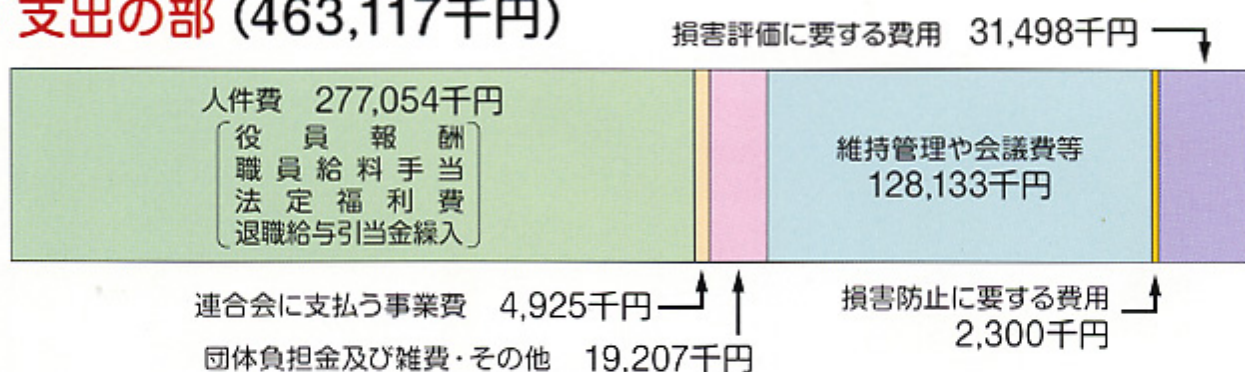 支出の部 (463,117千円)
損害評価に要する費用 31,498千円
人件費 277,054千円
役員報酬
職員給料手当
法定福利費
退職給与引当金繰入
維持管理や会議費等
128,133千円
連合会に支払う事業費 4,925千円
団体負担金及び雑費・その他 19,207千円
損害防止に要する費用
2,300千円